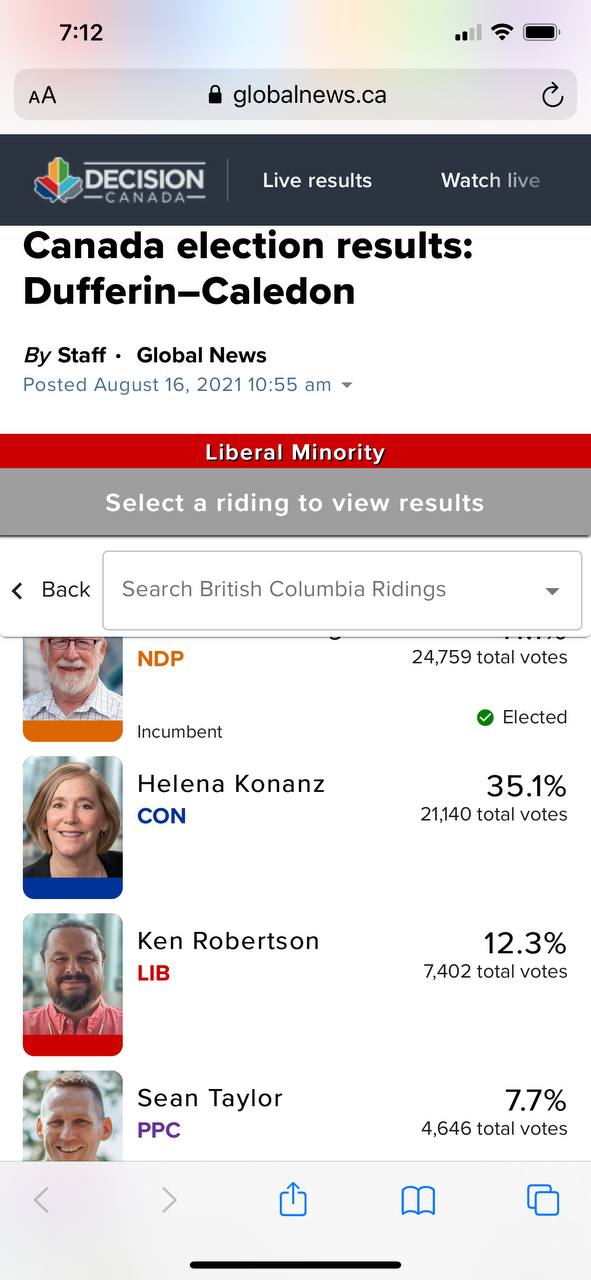 7:12
AA globalnews.ca
DECISION
CANADA
Live results Watch live
Canada election results:
Dufferin–Caledon
By Staff · Global News
Posted August 16, 2021 10:55 am
Liberal Minority
Select a riding to view results
Back
Search British Columbia Ridings
NDP
24,759 total votes
Elected
Incumbent
Helena Konanz
35.1%
CON
21,140 total votes
Ken Robertson
12.3%
LIB
7,402 total votes
Sean Taylor
7.7%
PPC
4,646 total votes